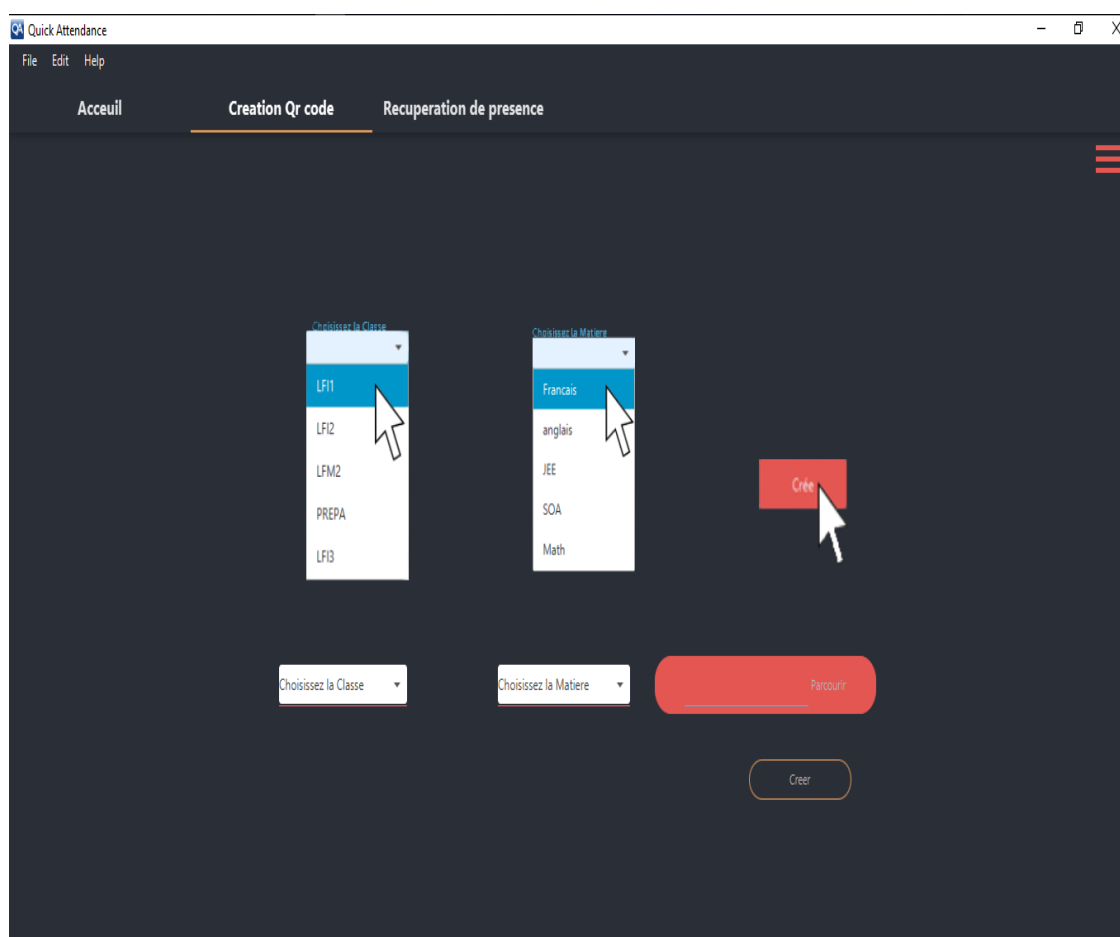 QA Quick Attendance
File Edit Help
Acceuil Creation Qr code Recuperation de presence
Choisissez la Classe
Choisissez la Matiere
LFI1
LFI2
LFM2
PREPA
LFI3
Francais
anglais
JEE
SOA
Math
Crée
Choisissez la Classe
Choisissez la Matiere
Parcourir
Creer